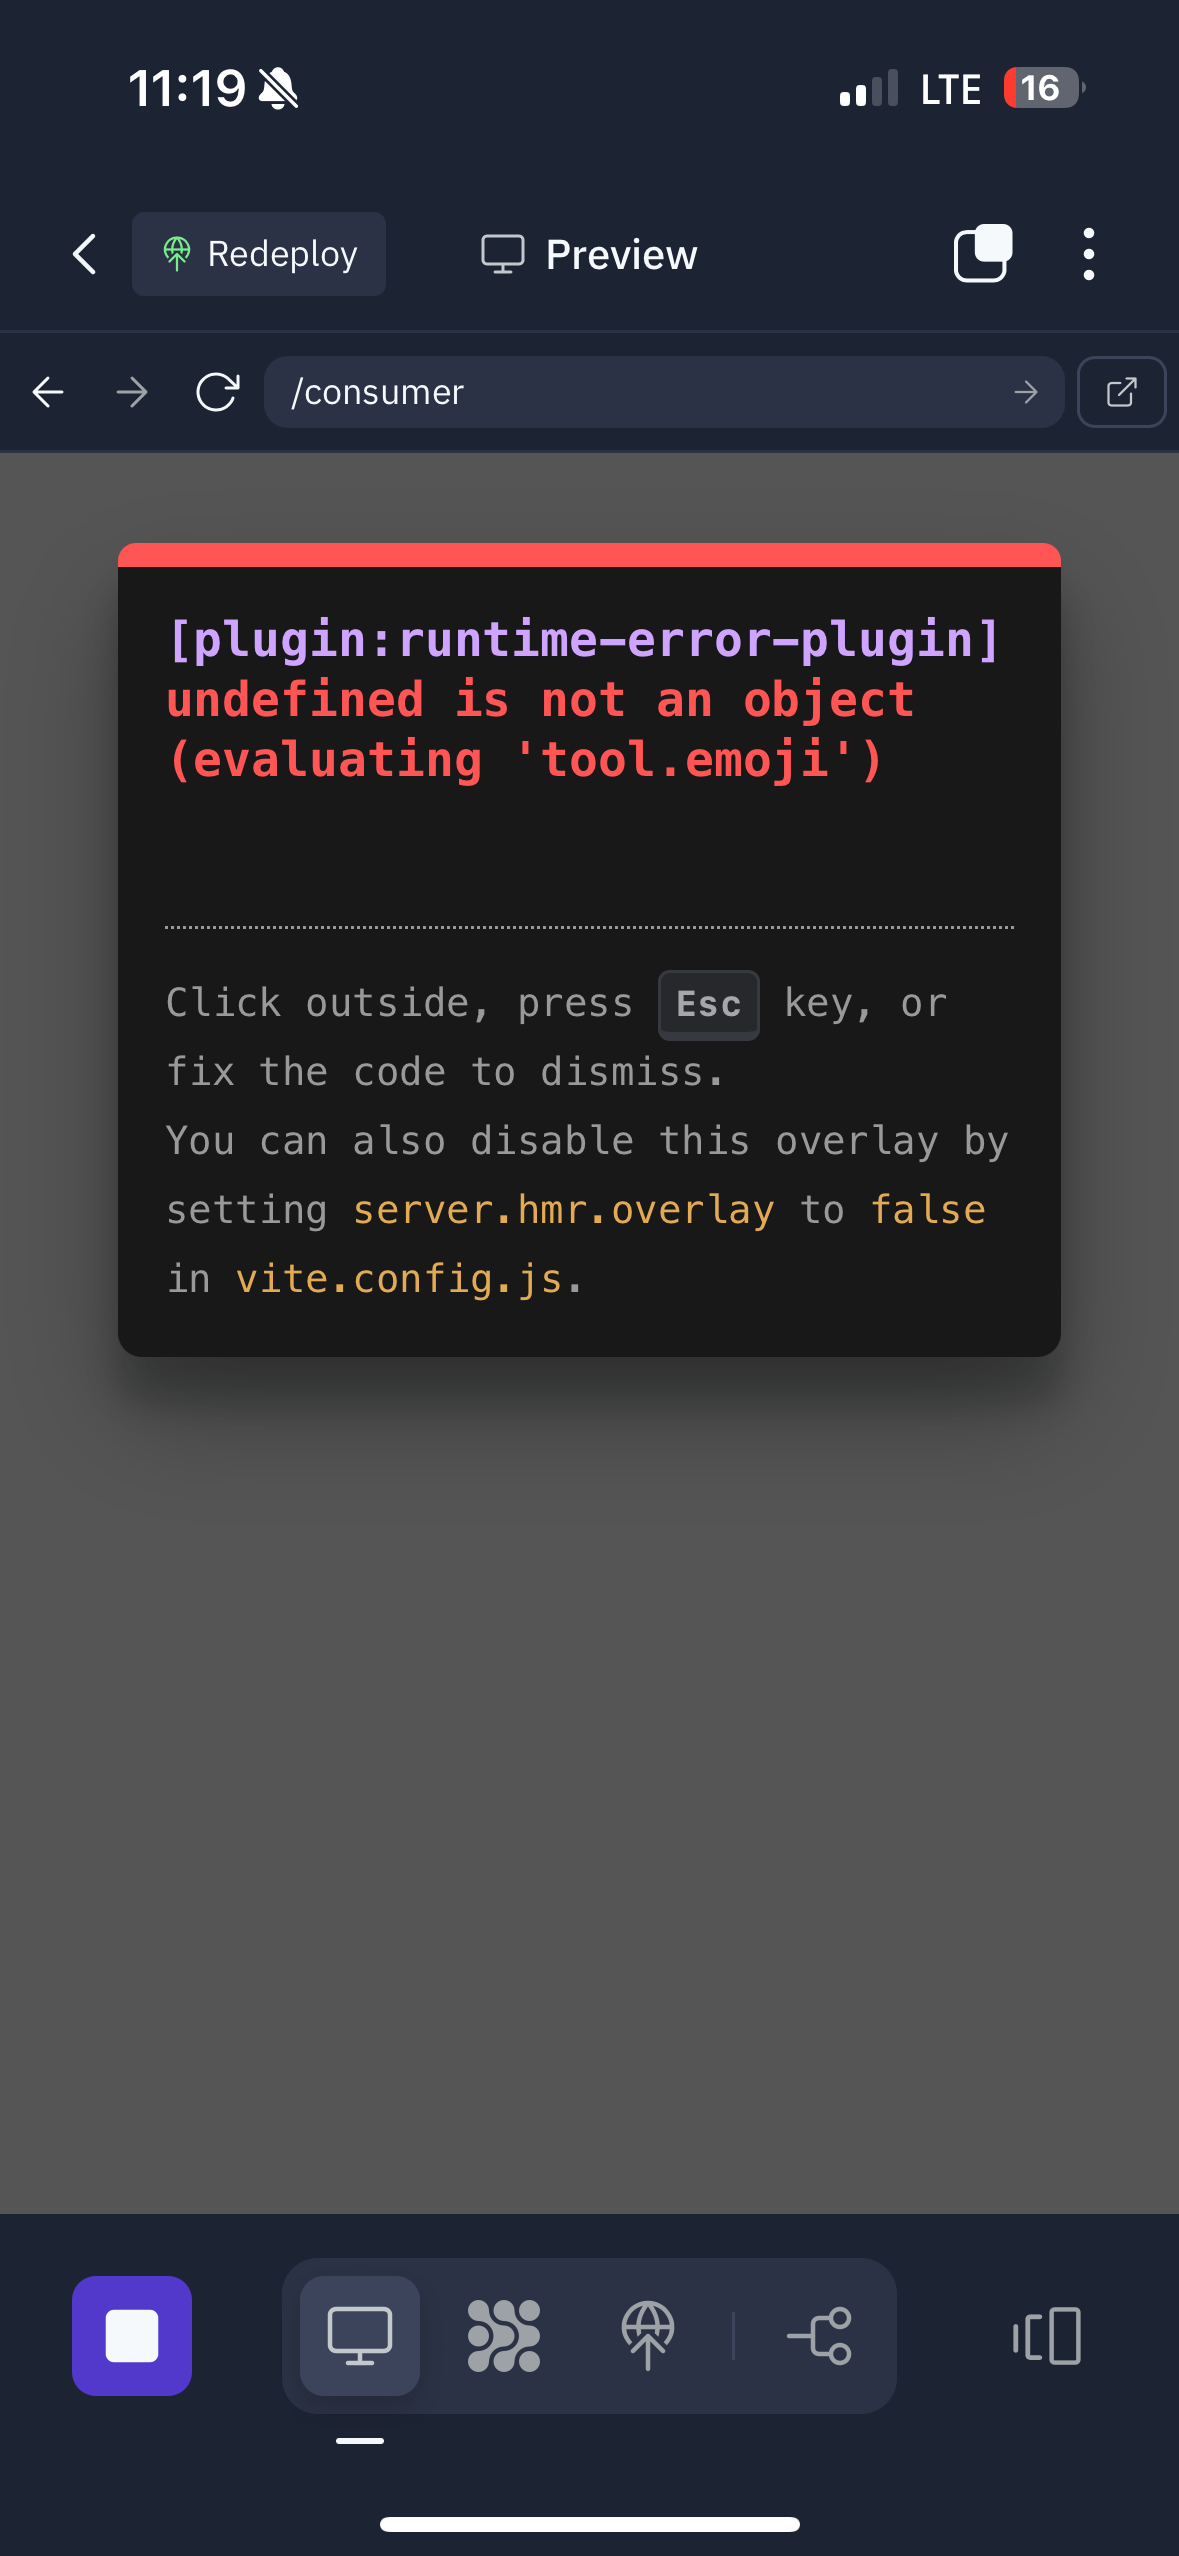 11:19 LTE 16
Redeploy Preview
/consumer
[plugin:runtime-error-plugin]
undefined is not an object
(evaluating 'tool.emoji')
Click outside, press Esc key, or
fix the code to dismiss.
You can also disable this overlay by
setting server.hmr.overlay to false
in vite.config.js.